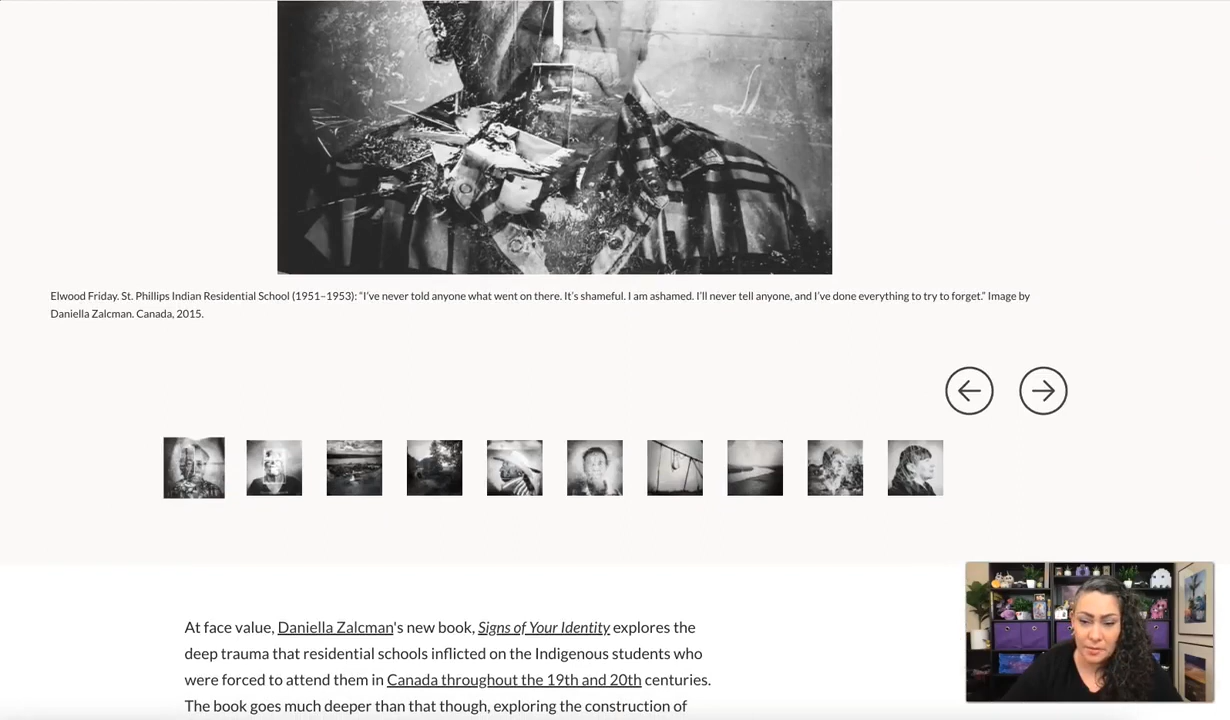 Elwood Friday. St. Phillips Indian Residential School (1951–1953): “I’ve never told anyone what went on there. It’s shameful. I am ashamed. I’ll never tell anyone, and I’ve done everything to try to forget.” Image by
Daniella Zalcman. Canada, 2015.
At face value, Daniella Zalcman's new book, Signs of Your Identity explores the
deep trauma that residential schools inflicted on the Indigenous students who
were forced to attend them in Canada throughout the 19th and 20th centuries.
The book goes much deeper than that though, exploring the construction of